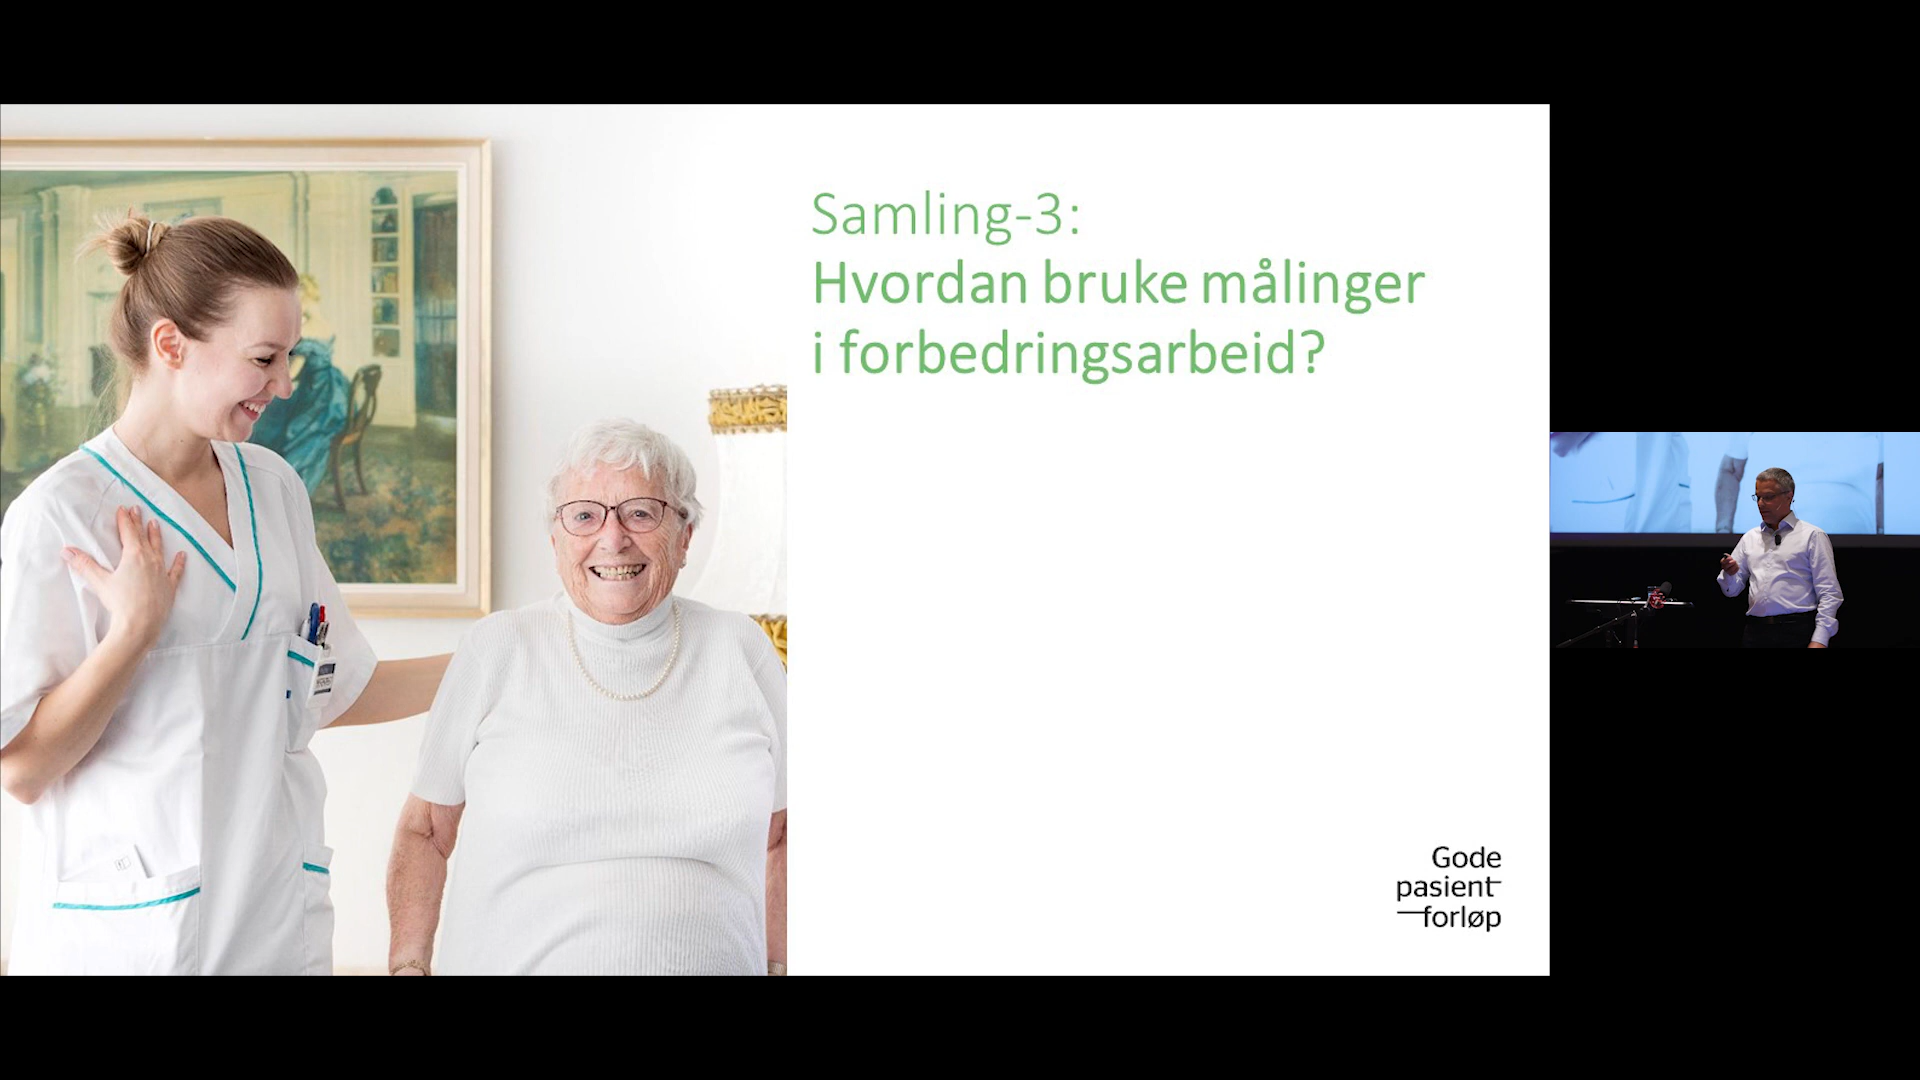 Samling-3:
Hvordan bruke målinger
i forbedringsarbeid?
Gode
pasient
forløp